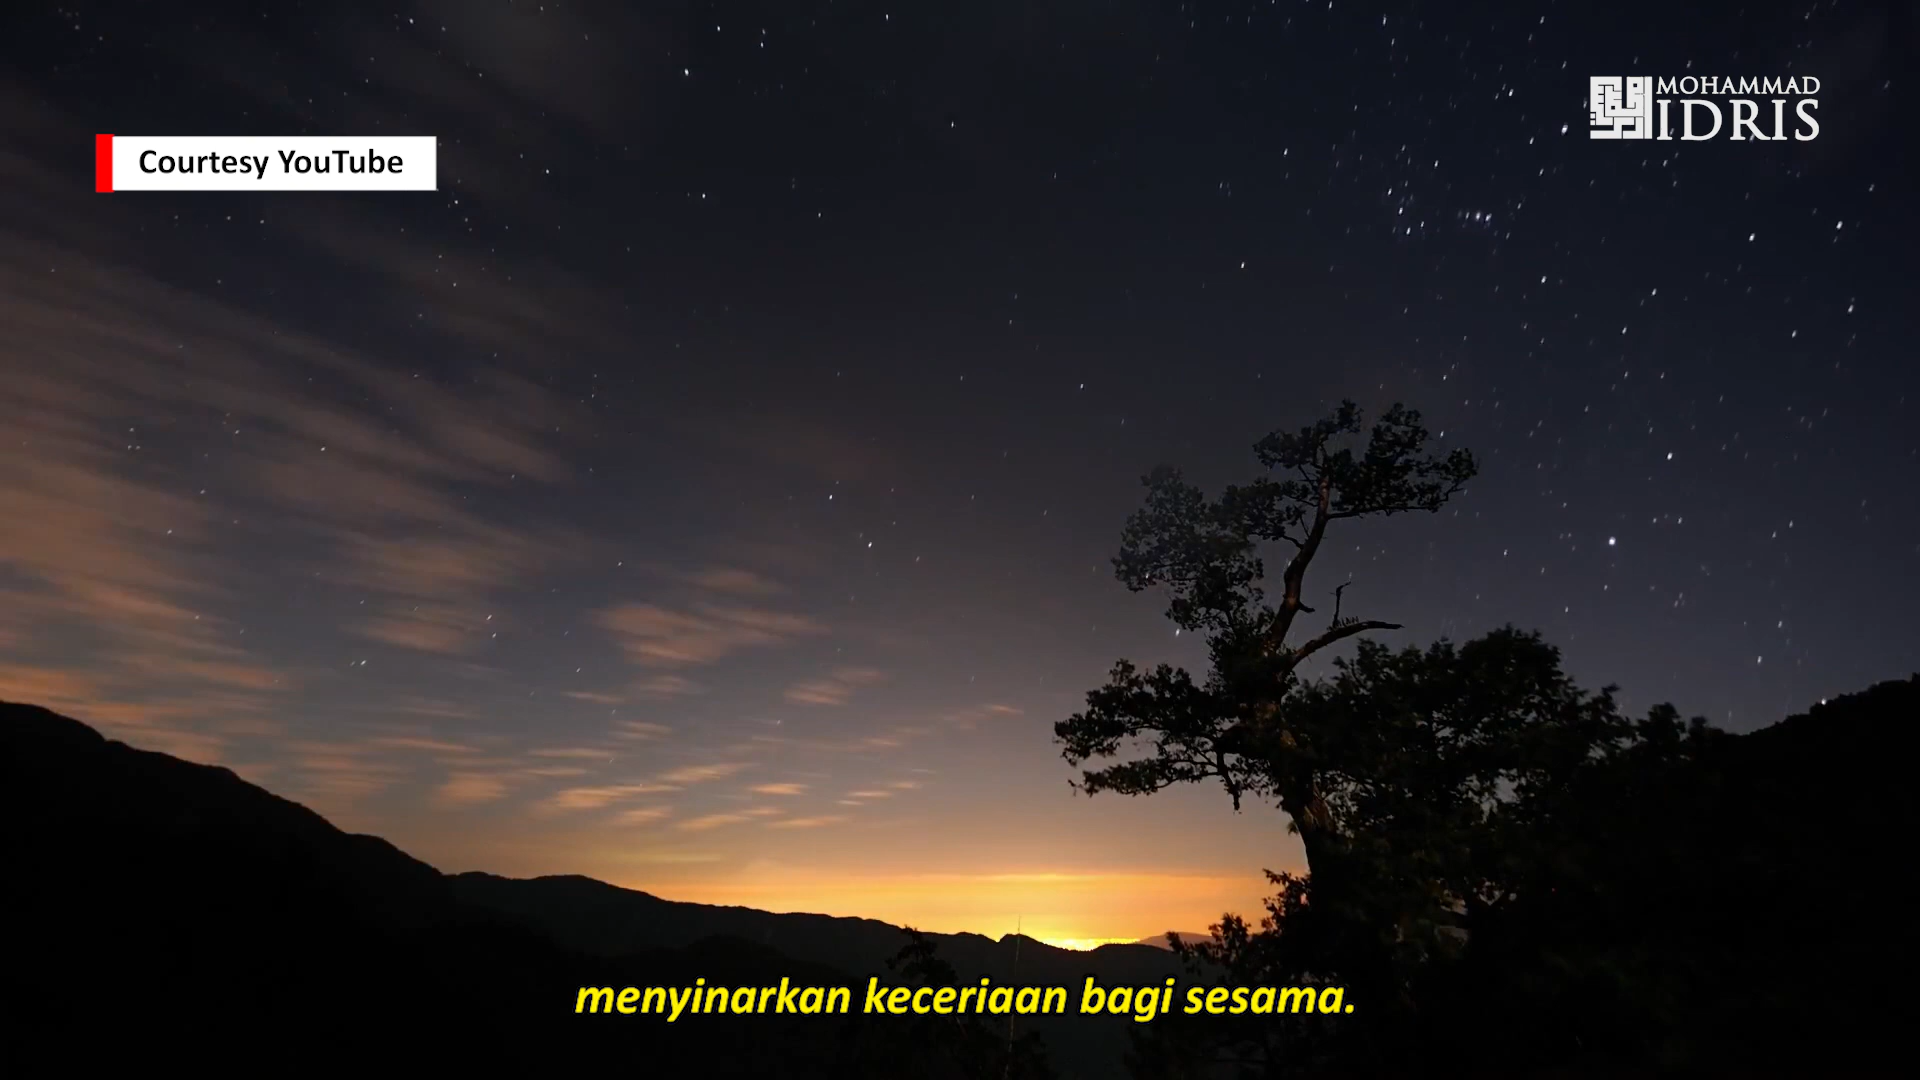 MOHAMMAD
IDRIS
Courtesy YouTube
menyinarkan keceriaan bagi sesama.